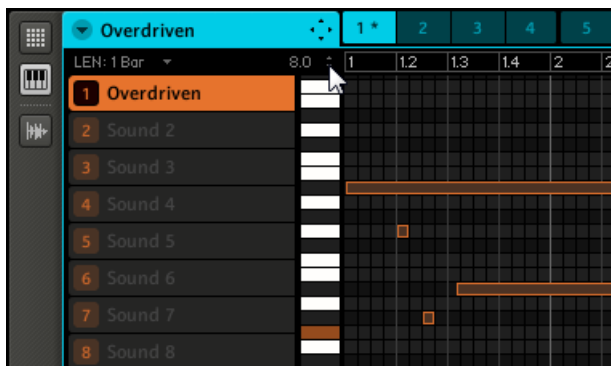 Overdriven 1 * 2 3 4 5
LEN: 1 Bar 8.0 1 1.2 1.3 1.4 2
1 Overdriven
2 Sound 2
3 Sound 3
4 Sound 4
5 Sound 5
6 Sound 6
7 Sound 7
8 Sound 8